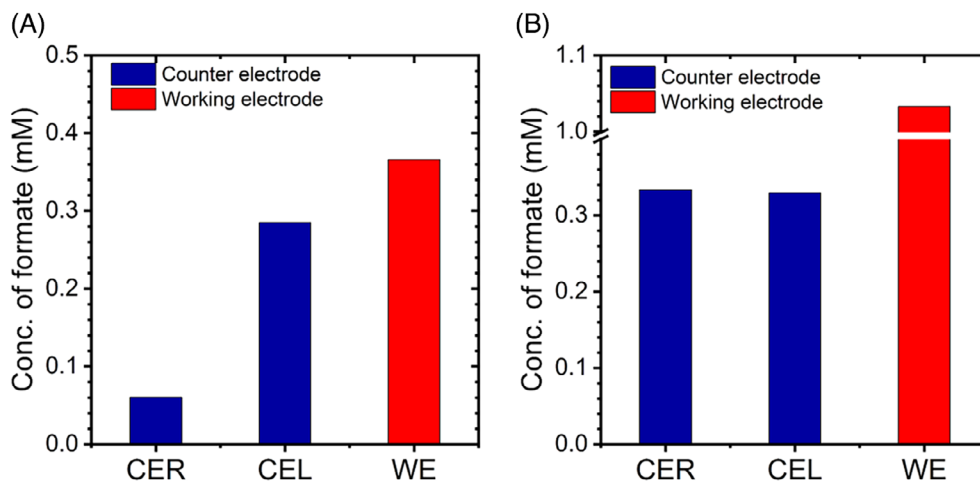 (A)
Conc. of formate (mM)
0.5
0.4
0.3
0.2
0.1
0.0
Counter electrode
Working electrode
CER CEL WE
(B)
Conc. of formate (mM)
1.1
1.0
0.3
0.2
0.1
0.0
Counter electrode
Working electrode
CER CEL WE